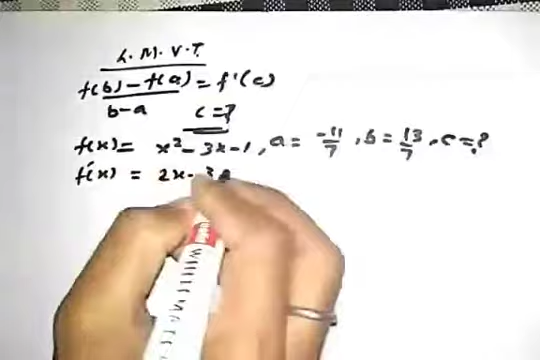 L.M.V.T.
f(b) - f(a) / b-a = f'(c)
c = ?
f(x) = x² - 3x - 1, a = -11/7, b = 13/7, c = ?
f'(x) = 2x - 3